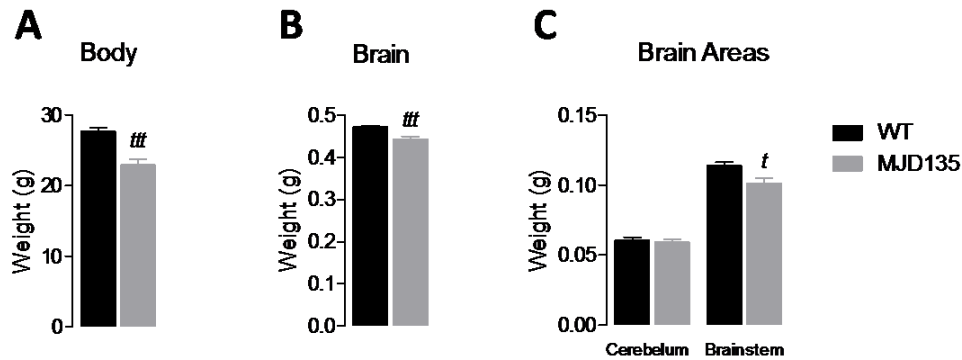 A
Body
30
20
10
0
Weight (g)
ttt
B
Brain
0.5
0.4
0.3
0.2
0.1
0.0
Weight (g)
ttt
C
Brain Areas
0.15
0.10
0.05
0.00
Weight (g)
t
Cerebelum Brainstem
WT
MJD135